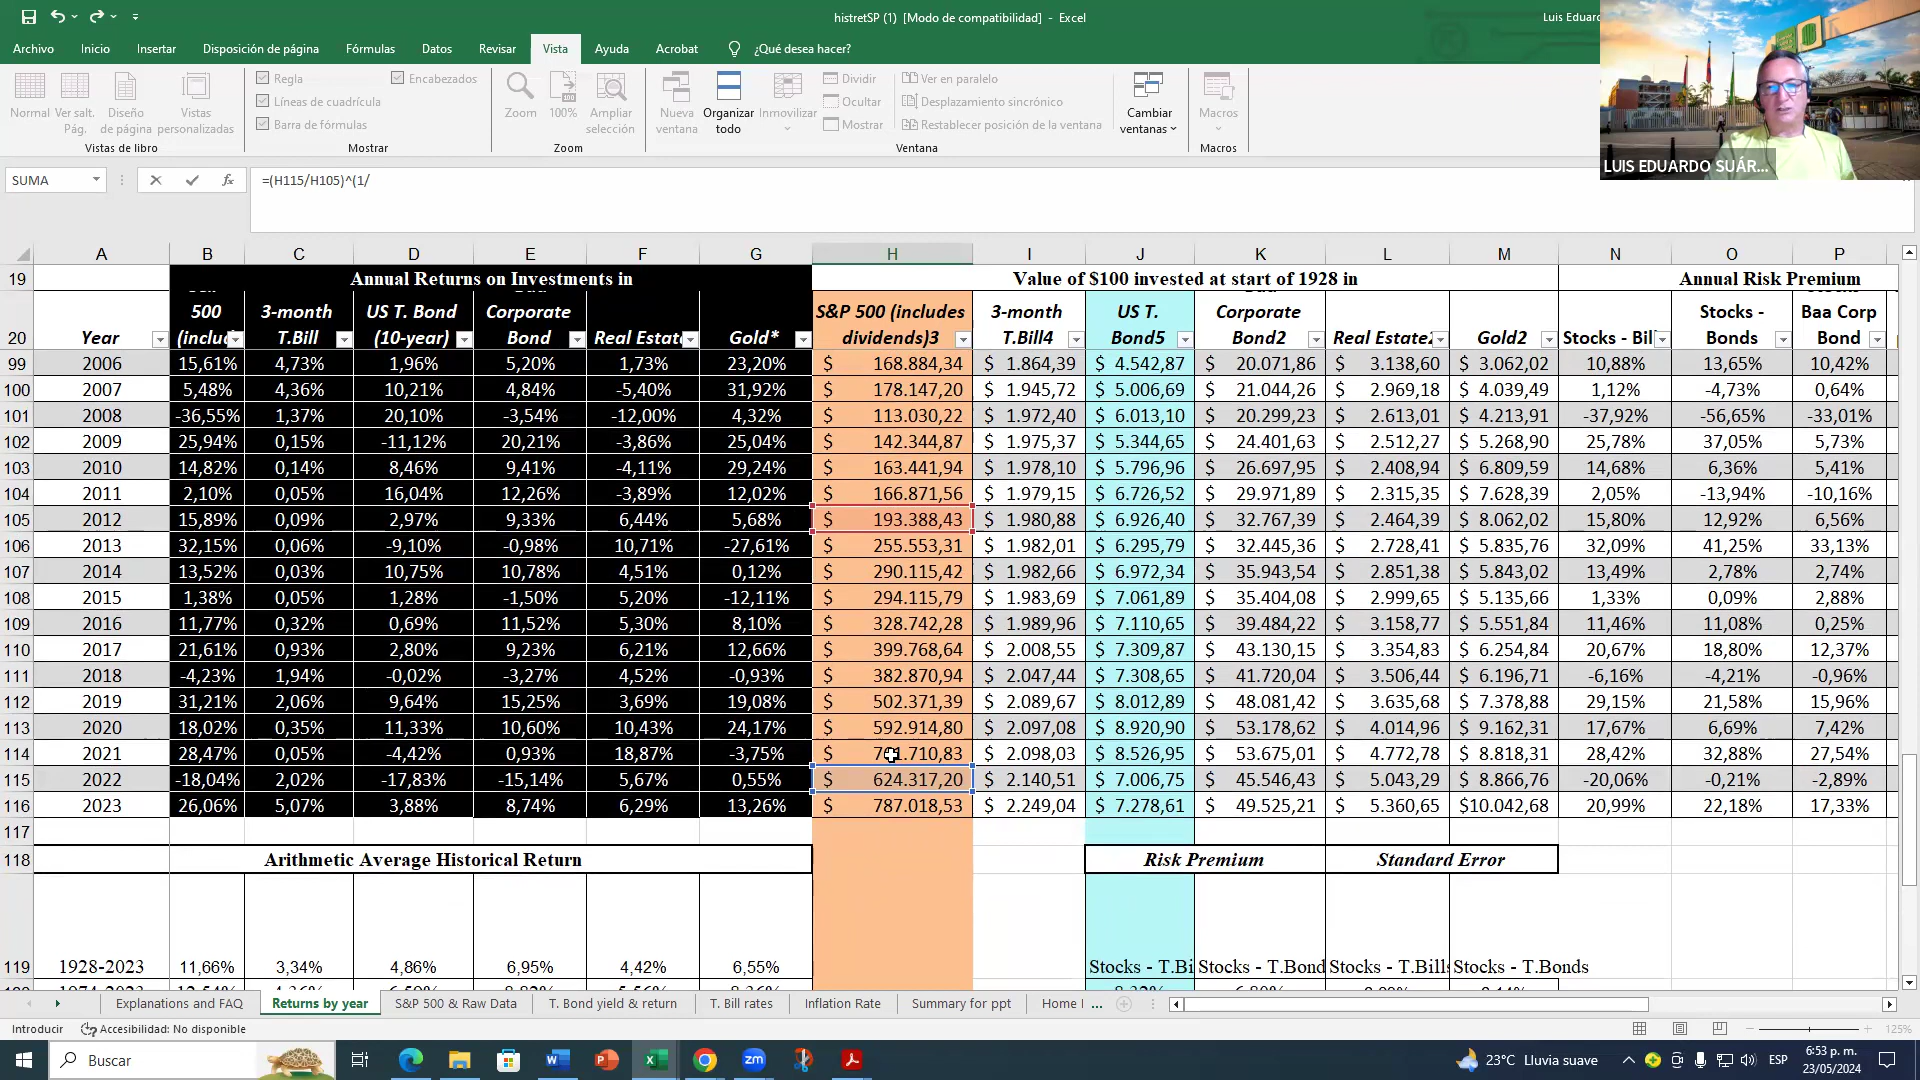 histretSP (1) [Modo de compatibilidad] - Excel
Luis Eduard
Archivo Inicio Insertar Disposición de página Fórmulas Datos Revisar Vista Ayuda Acrobat ¿Qué desea hacer?
Normal
Ver salt. Pág.
Diseño de página
Vistas personalizadas
Vistas de libro
Regla
Líneas de cuadrícula
Barra de fórmulas
Encabezados
Mostrar
Zoom
100%
Ampliar selección
Zoom
Nueva ventana
Organizar todo
Inmovilizar
Dividir
Ocultar
Mostrar
Ver en paralelo
Desplazamiento sincrónico
Restablecer posición de la ventana
Cambiar ventanas
Ventana
Macros
Macros
LUIS EDUARDO SUÁR...
SUMA fx =(H115/H105)^(1/
A B C D E F G H I J K L M N O P
19 Annual Returns on Investments in Value of $100 invested at start of 1928 in Annual Risk Premium
20 Year 500 (inclu 3-month T.Bill US T. Bond (10-year) Corporate Bond Real Estat Gold* S&P 500 (includes dividends)3 3-month T.Bill4 US T. Bond5 Corporate Bond2 Real Estate2 Gold2 Stocks - Bil Stocks - Bonds Baa Corp Bond
99 2006 15,61% 4,73% 1,96% 5,20% 1,73% 23,20% $ 168.884,34 $ 1.864,39 $ 4.542,87 $ 20.071,86 $ 3.138,60 $ 3.062,02 10,88% 13,65% 10,42%
100 2007 5,48% 4,36% 10,21% 4,84% -5,40% 31,92% $ 178.147,20 $ 1.945,72 $ 5.006,69 $ 21.044,26 $ 2.969,18 $ 4.039,49 1,12% -4,73% 0,64%
101 2008 -36,55% 1,37% 20,10% -3,54% -12,00% 4,32% $ 113.030,22 $ 1.972,40 $ 6.013,10 $ 20.299,23 $ 2.613,01 $ 4.213,91 -37,92% -56,65% -33,01%
102 2009 25,94% 0,15% -11,12% 20,21% -3,86% 25,04% $ 142.344,87 $ 1.975,37 $ 5.344,65 $ 24.401,63 $ 2.512,27 $ 5.268,90 25,78% 37,05% 5,73%
103 2010 14,82% 0,14% 8,46% 9,41% -4,11% 29,24% $ 163.441,94 $ 1.978,10 $ 5.796,96 $ 26.697,95 $ 2.408,94 $ 6.809,59 14,68% 6,36% 5,41%
104 2011 2,10% 0,05% 16,04% 12,26% -3,89% 12,02% $ 166.871,56 $ 1.979,15 $ 6.726,52 $ 29.971,89 $ 2.315,35 $ 7.628,39 2,05% -13,94% -10,16%
105 2012 15,89% 0,09% 2,97% 9,33% 6,44% 5,68% $ 193.388,43 $ 1.980,88 $ 6.926,40 $ 32.767,39 $ 2.464,39 $ 8.062,02 15,80% 12,92% 6,56%
106 2013 32,15% 0,06% -9,10% -0,98% 10,71% -27,61% $ 255.553,31 $ 1.982,01 $ 6.295,79 $ 32.445,36 $ 2.728,41 $ 5.835,76 32,09% 41,25% 33,13%
107 2014 13,52% 0,03% 10,75% 10,78% 4,51% 0,12% $ 290.115,42 $ 1.982,66 $ 6.972,34 $ 35.943,54 $ 2.851,38 $ 5.843,02 13,49% 2,78% 2,74%
108 2015 1,38% 0,05% 1,28% -1,50% 5,20% -12,11% $ 294.115,79 $ 1.983,69 $ 7.061,89 $ 35.404,08 $ 2.999,65 $ 5.135,66 1,33% 0,09% 2,88%
109 2016 11,77% 0,32% 0,69% 11,52% 5,30% 8,10% $ 328.742,28 $ 1.989,96 $ 7.110,65 $ 39.484,22 $ 3.158,77 $ 5.551,84 11,46% 11,08% 0,25%
110 2017 21,61% 0,93% 2,80% 9,23% 6,21% 12,66% $ 399.768,64 $ 2.008,55 $ 7.309,87 $ 43.130,15 $ 3.354,83 $ 6.254,84 20,67% 18,80% 12,37%
111 2018 -4,23% 1,94% -0,02% -3,27% 4,52% -0,93% $ 382.870,94 $ 2.047,44 $ 7.308,65 $ 41.720,04 $ 3.506,44 $ 6.196,71 -6,16% -4,21% -0,96%
112 2019 31,21% 2,06% 9,64% 15,25% 3,69% 19,08% $ 502.371,39 $ 2.089,67 $ 8.012,89 $ 48.081,42 $ 3.635,68 $ 7.378,88 29,15% 21,58% 15,96%
113 2020 18,02% 0,35% 11,33% 10,60% 10,43% 24,17% $ 592.914,80 $ 2.097,08 $ 8.920,90 $ 53.178,62 $ 4.014,96 $ 9.162,31 17,67% 6,69% 7,42%
114 2021 28,47% 0,05% -4,42% 0,93% 18,87% -3,75% $ $ 2.098,03 $ 8.526,95 $ 53.675,01 $ 4.772,78 $ 8.818,31 28,42% 32,88% 27,54%
115 2022 -18,04% 2,02% -17,83% -15,14% 5,67% 0,55% $ 624.317,20 $ 2.140,51 $ 7.006,75 $ 45.546,43 $ 5.043,29 $ 8.866,76 -20,06% -0,21% -2,89%
116 2023 26,06% 5,07% 3,88% 8,74% 6,29% 13,26% $ 787.018,53 $ 2.249,04 $ 7.278,61 $ 49.525,21 $ 5.360,65 $10.042,68 20,99% 22,18% 17,33%
117
118 Arithmetic Average Historical Return Risk Premium Standard Error
119 1928-2023 11,66% 3,34% 4,86% 6,95% 4,42% 6,55% Stocks - T.Bi Stocks - T.Bond Stocks - T.Bills Stocks - T.Bonds
Explanations and FAQ Returns by year S&P 500 & Raw Data T. Bond yield & return T. Bill rates Inflation Rate Summary for ppt Home I ...
Introducir Accesibilidad: No disponible 125%
Buscar 23°C Lluvia suave ESP 6:53 p. m.
23/05/2024